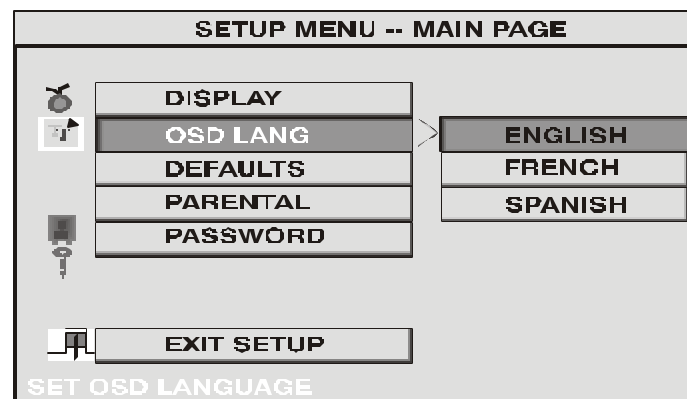 SETUP MENU -- MAIN PAGE
DISPLAY
OSD LANG
ENGLISH
DEFAULTS
FRENCH
PARENTAL
SPANISH
PASSWORD
EXIT SETUP
SET OSD LANGUAGE